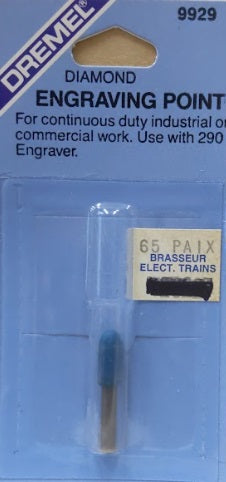 DREMEL
9929
DIAMOND
ENGRAVING POINT
For continuous duty industrial or
commercial work. Use with 290
Engraver.
65 PAIX
BRASSEUR
ELECT. TRAINS